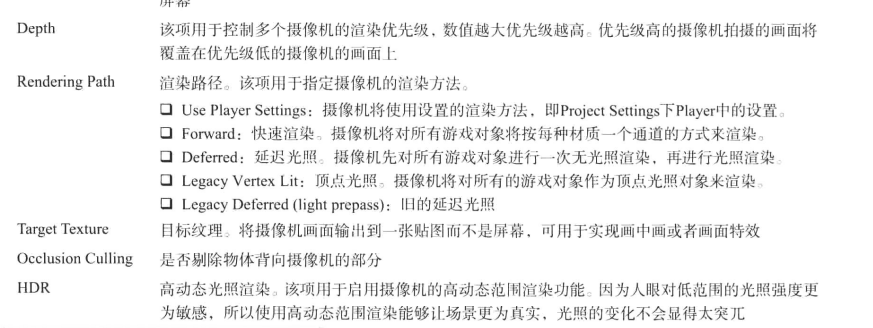 屏幕
Depth 该项用于控制多个摄像机的渲染优先级，数值越大优先级越高。优先级高的摄像机拍摄的画面将
覆盖在优先级低的摄像机的画面上
Rendering Path 渲染路径。该项用于指定摄像机的渲染方法。
❑ Use Player Settings：摄像机将使用设置的渲染方法，即Project Settings下Player中的设置。
❑ Forward：快速渲染。摄像机将对所有游戏对象将按每种材质一个通道的方式来渲染。
❑ Deferred：延迟光照。摄像机先对所有游戏对象进行一次无光照渲染，再进行光照渲染。
❑ Legacy Vertex Lit：顶点光照。摄像机将对所有的游戏对象作为顶点光照对象来渲染。
❑ Legacy Deferred (light prepass)：旧的延迟光照
Target Texture 目标纹理。将摄像机画面输出到一张贴图而不是屏幕，可用于实现画中画或者画面特效
Occlusion Culling 是否剔除物体背向摄像机的部分
HDR 高动态光照渲染。该项用于启用摄像机的高动态范围渲染功能。因为人眼对低范围的光照强度更
为敏感，所以使用高动态范围渲染能够让场景更为真实，光照的变化不会显得太突兀